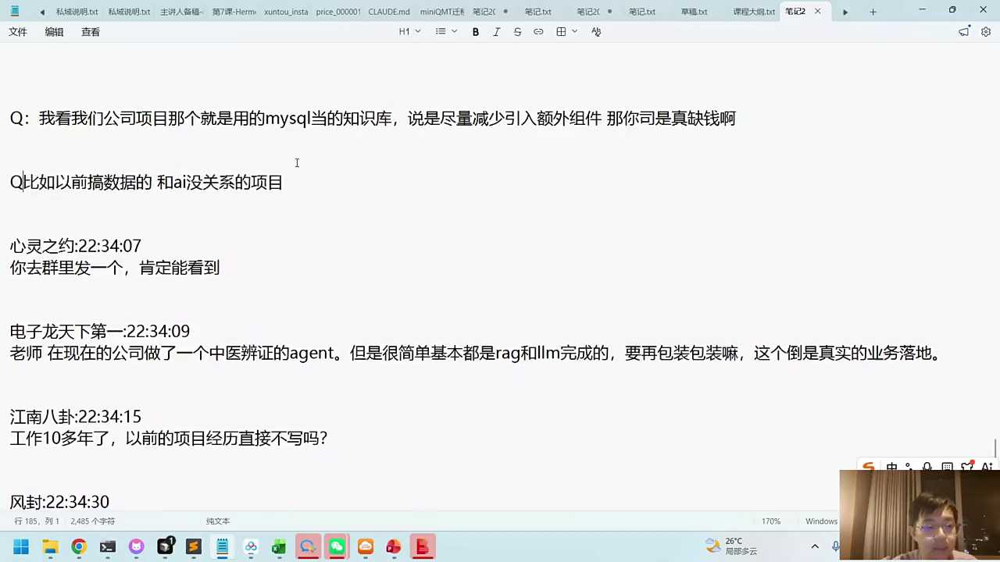 私域说明.txt
私域说明.txt
主讲人备稿-
第7课-Herm
xuntou_insta
price_000001
CLAUDE.md
miniQMT迁移
笔记20
笔记.txt
笔记20
笔记.txt
草稿.txt
课程大纲.txt
笔记2
文件 编辑 查看
H1
B I S
Q：我看我们公司项目那个就是用的mysql当的知识库，说是尽量减少引入额外组件 那你司是真缺钱啊
Q比如以前搞数据的 和ai没关系的项目
心灵之约:22:34:07
你去群里发一个，肯定能看到
电子龙天下第一:22:34:09
老师 在现在的公司做了一个中医辨证的agent。但是很简单基本都是rag和llm完成的，要再包装包装嘛，这个倒是真实的业务落地。
江南八卦:22:34:15
工作10多年了，以前的项目经历直接不写吗?
风封:22:34:30
中
行 185，列 1 2,485 个字符 纯文本 170% Windows
26°C
局部多云